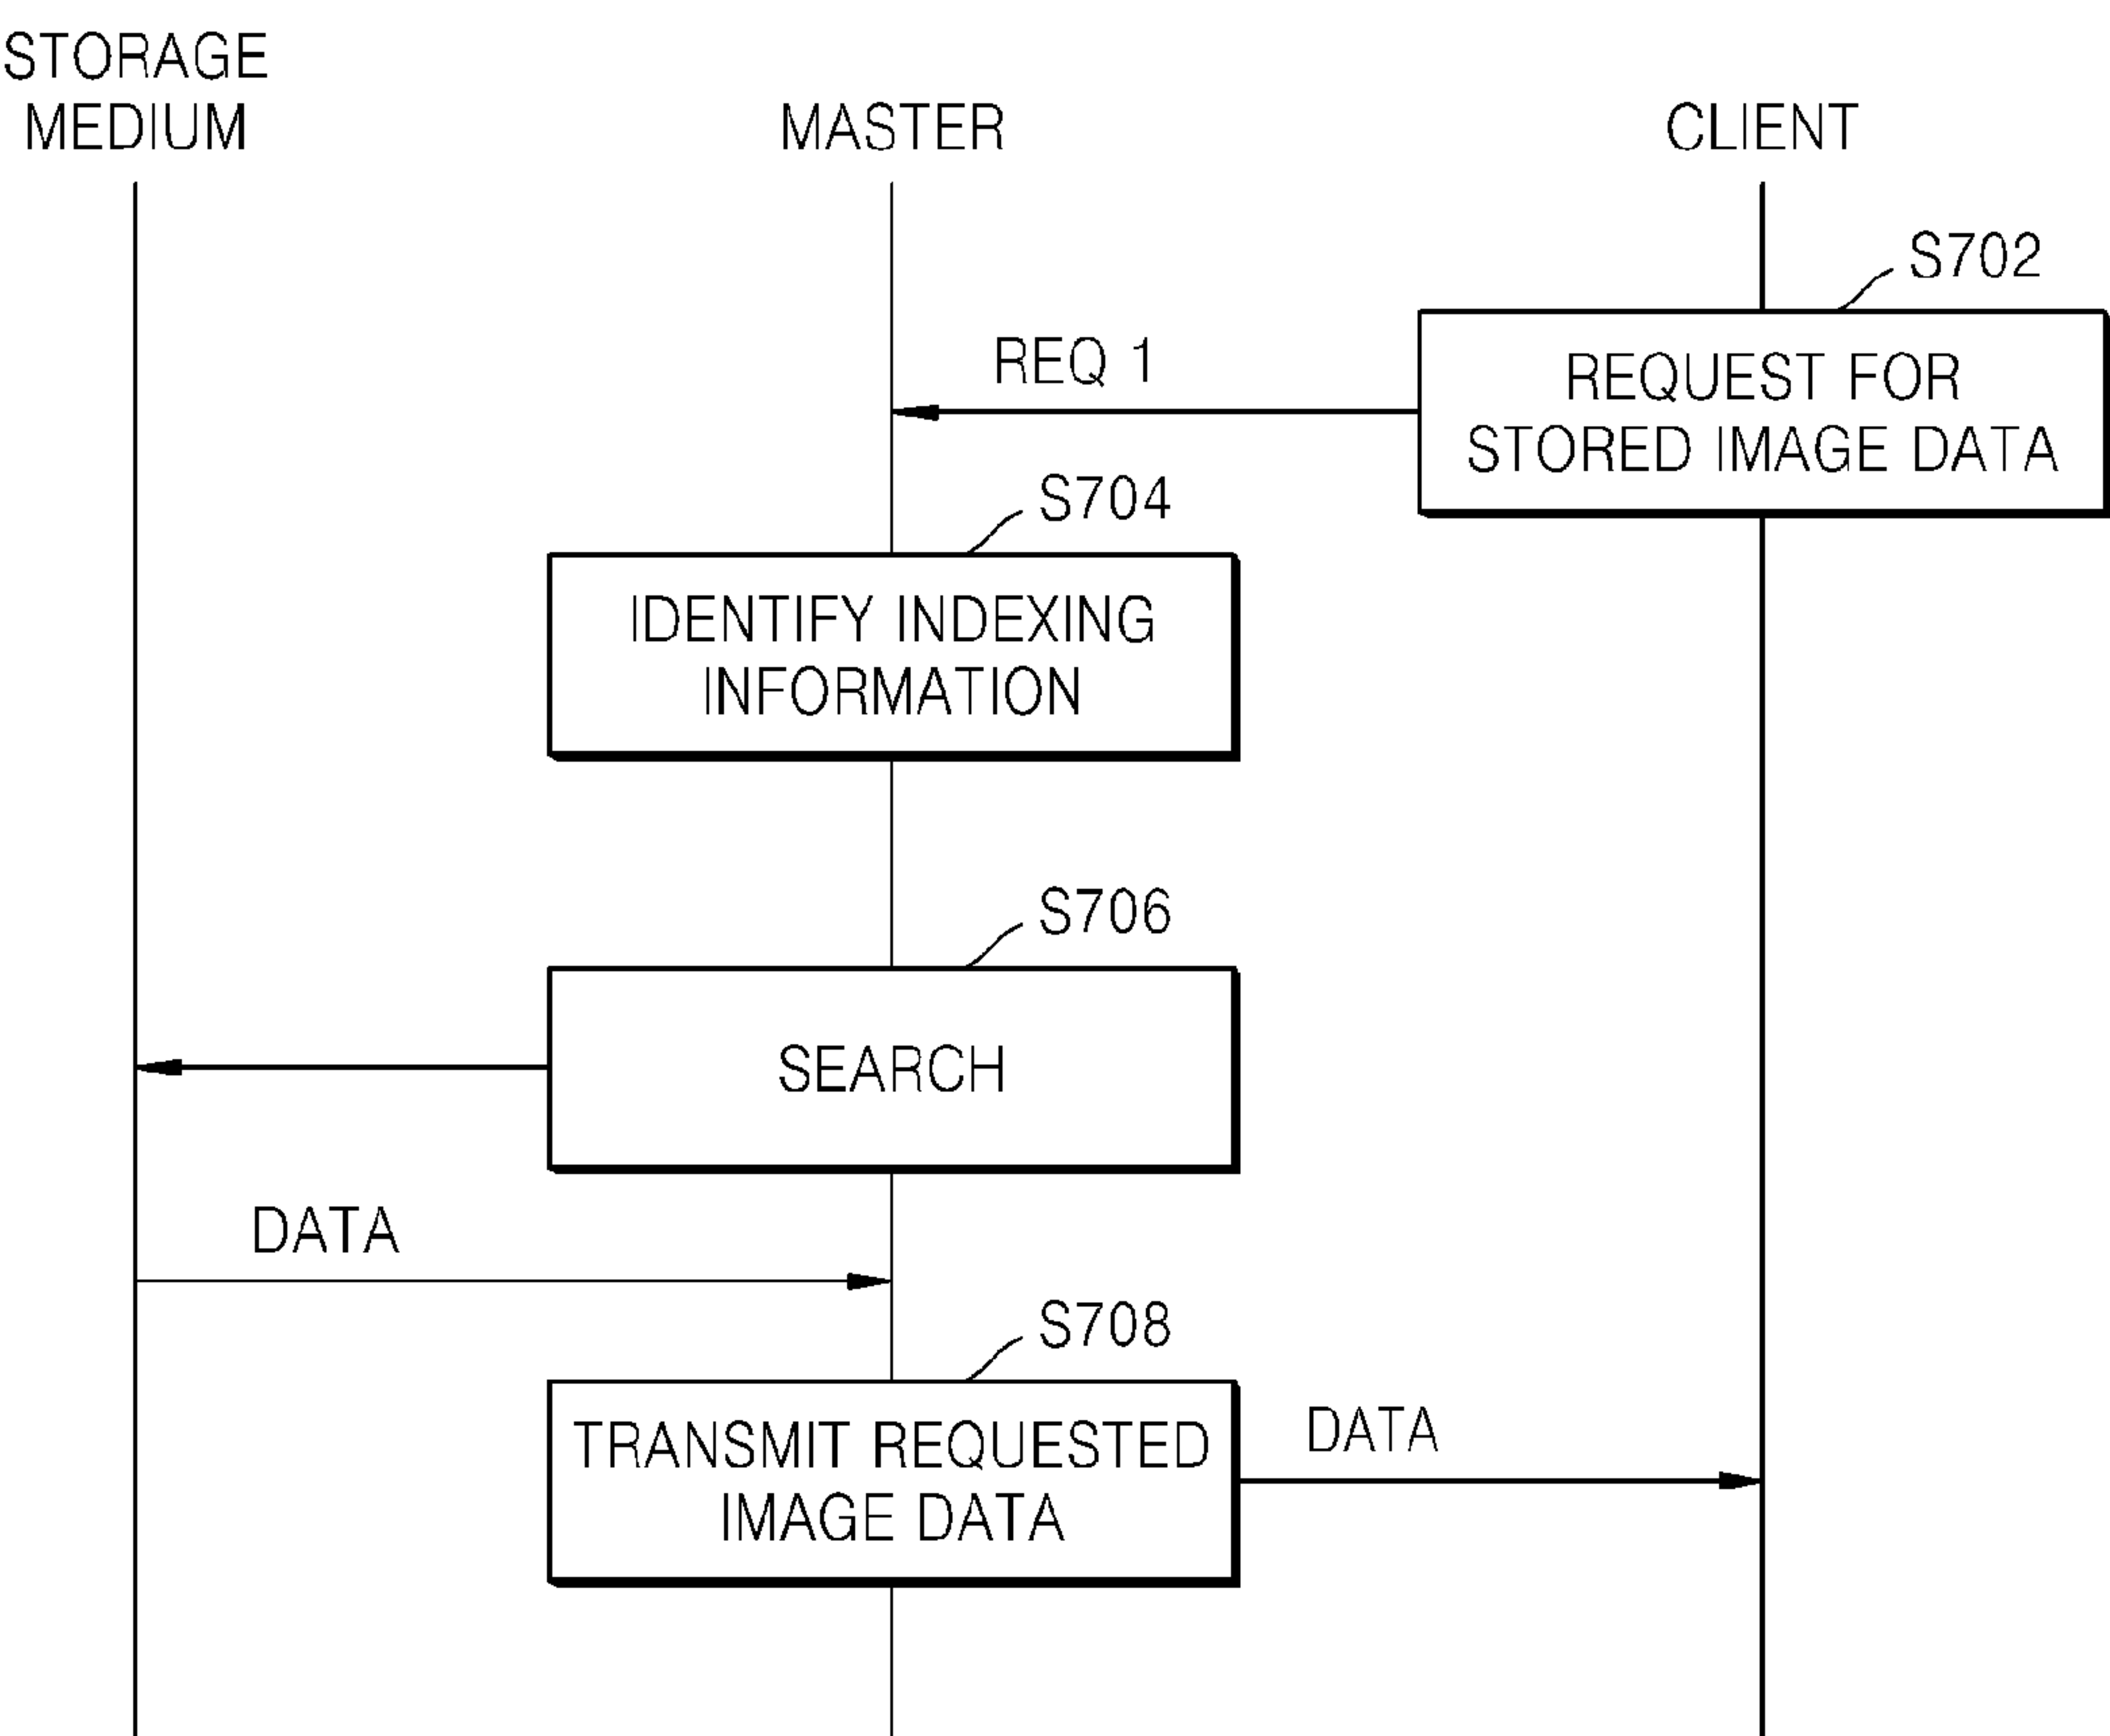 STORAGE
MEDIUM
MASTER
CLIENT
S702
REQ 1
REQUEST FOR
STORED IMAGE DATA
S704
IDENTIFY INDEXING
INFORMATION
S706
SEARCH
DATA
S708
TRANSMIT REQUESTED
IMAGE DATA
DATA